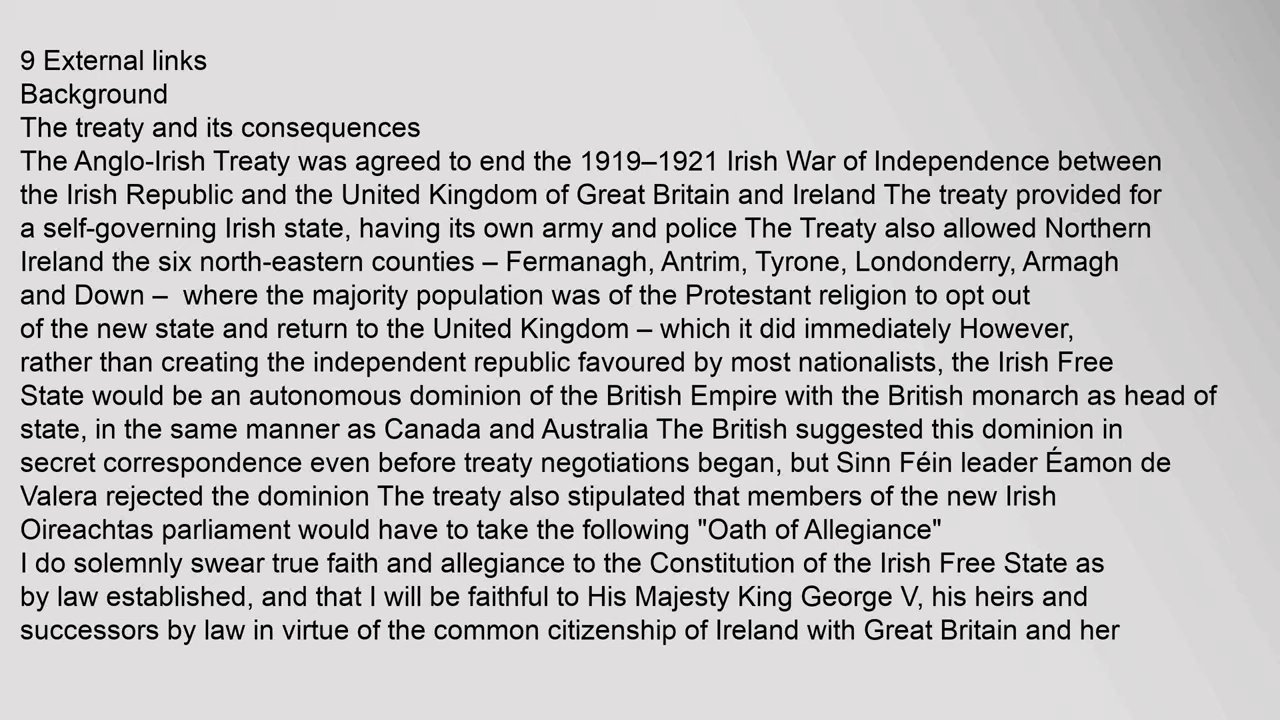 9 External links
Background
The treaty and its consequences
The Anglo-Irish Treaty was agreed to end the 1919–1921 Irish War of Independence between
the Irish Republic and the United Kingdom of Great Britain and Ireland The treaty provided for
a self-governing Irish state, having its own army and police The Treaty also allowed Northern
Ireland the six north-eastern counties – Fermanagh, Antrim, Tyrone, Londonderry, Armagh
and Down –  where the majority population was of the Protestant religion to opt out
of the new state and return to the United Kingdom – which it did immediately However,
rather than creating the independent republic favoured by most nationalists, the Irish Free
State would be an autonomous dominion of the British Empire with the British monarch as head of
state, in the same manner as Canada and Australia The British suggested this dominion in
secret correspondence even before treaty negotiations began, but Sinn Féin leader Éamon de
Valera rejected the dominion The treaty also stipulated that members of the new Irish
Oireachtas parliament would have to take the following "Oath of Allegiance"
I do solemnly swear true faith and allegiance to the Constitution of the Irish Free State as
by law established, and that I will be faithful to His Majesty King George V, his heirs and
successors by law in virtue of the common citizenship of Ireland with Great Britain and her